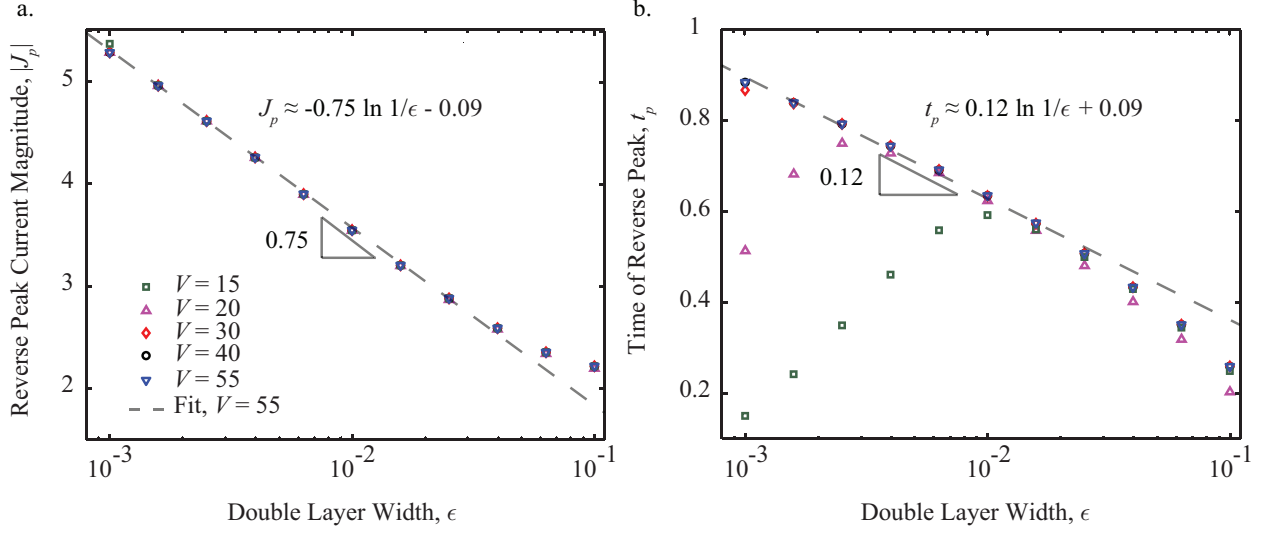 a.
Reverse Peak Current Magnitude, |J_p|
5
4
3
2
J_p ≈ -0.75 ln 1/ϵ - 0.09
0.75
V = 15
V = 20
V = 30
V = 40
V = 55
Fit, V = 55
10^-3
10^-2
10^-1
Double Layer Width, ϵ
b.
Time of Reverse Peak, t_p
1
0.8
0.6
0.4
0.2
t_p ≈ 0.12 ln 1/ϵ + 0.09
0.12
10^-3
10^-2
10^-1
Double Layer Width, ϵ